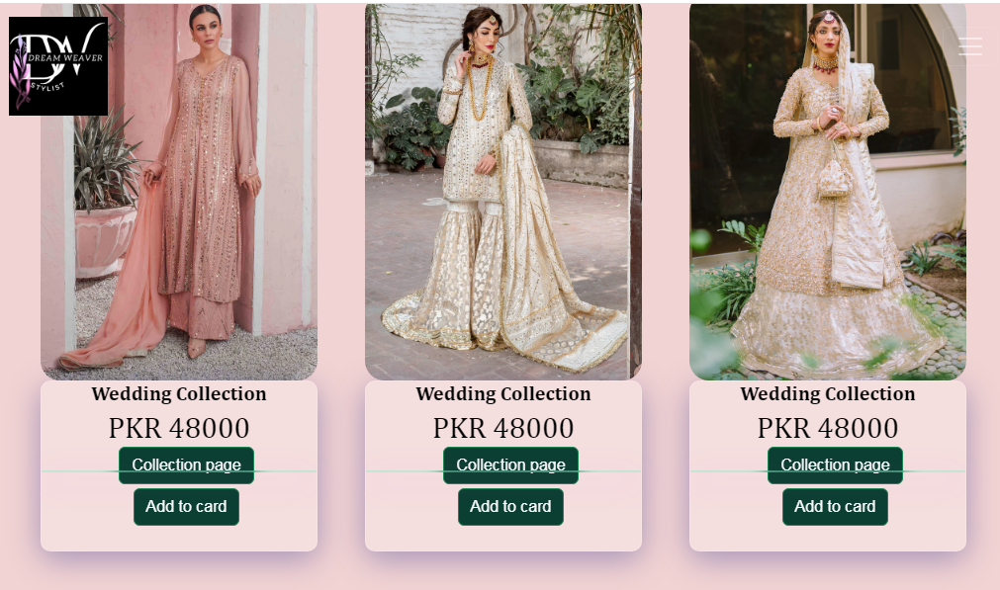 DW
DREAM WEAVER
STYLIST
Wedding Collection
PKR 48000
Collection page
Add to card
Wedding Collection
PKR 48000
Collection page
Add to card
Wedding Collection
PKR 48000
Collection page
Add to card